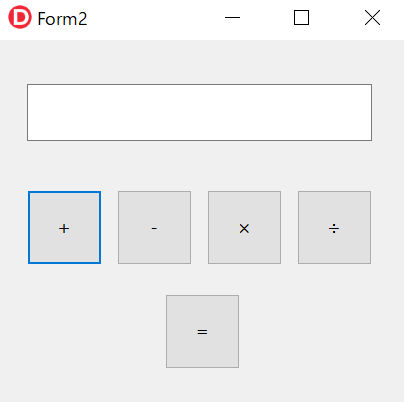 D Form2
+ - × ÷
=